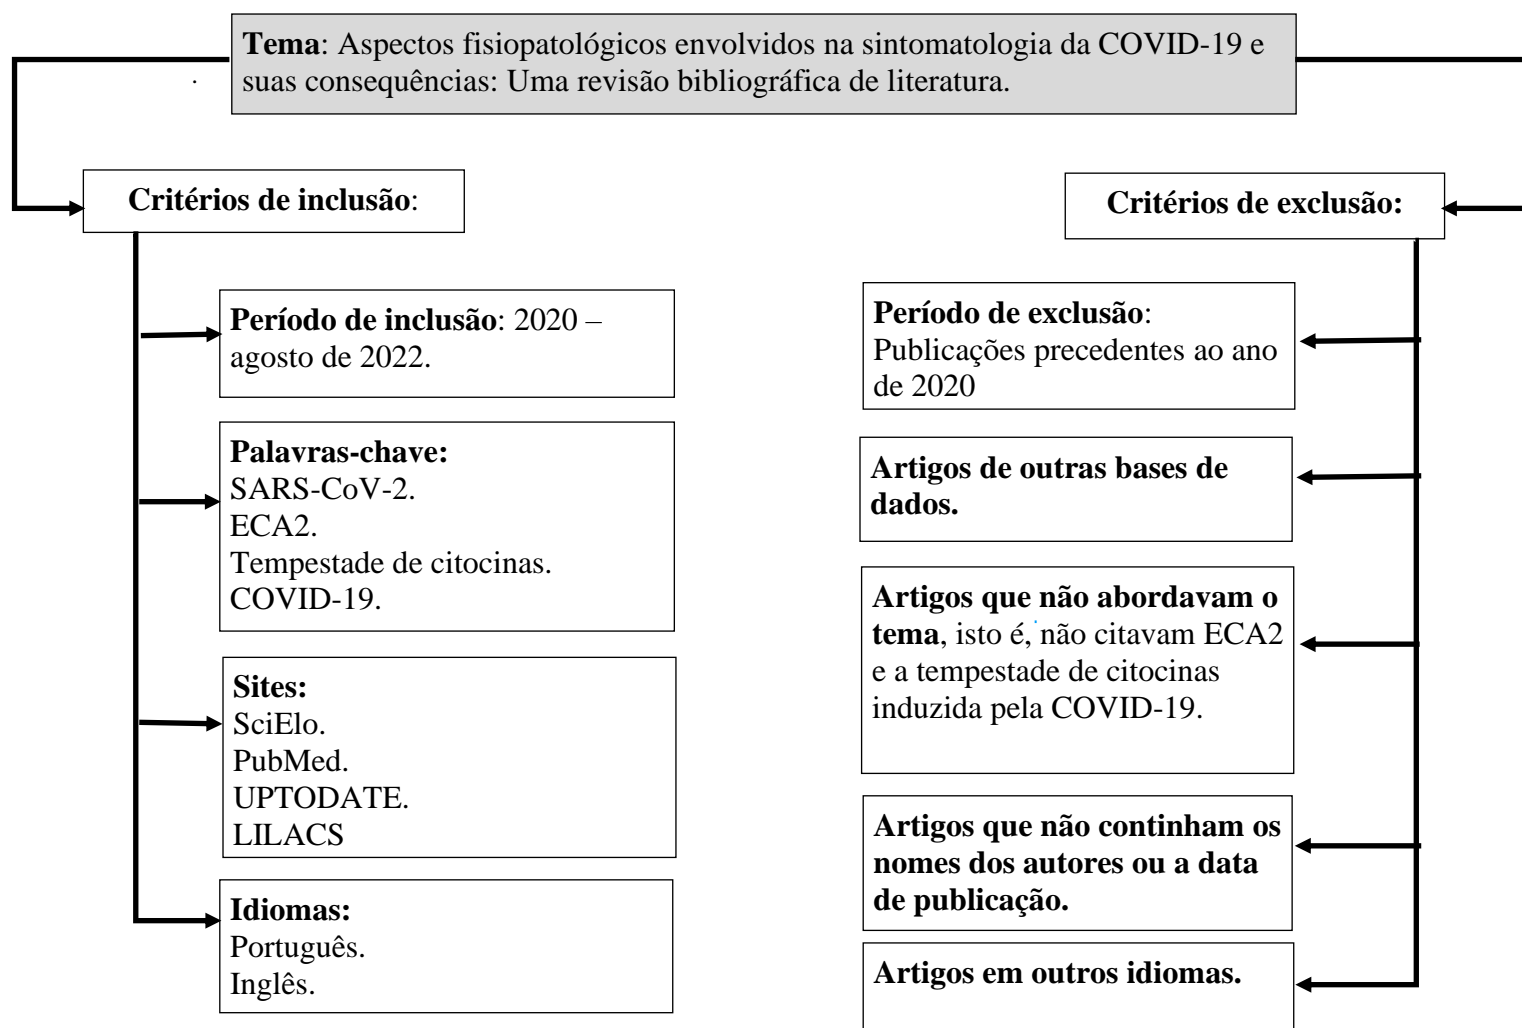 Tema: Aspectos fisiopatológicos envolvidos na sintomatologia da COVID-19 e
suas consequências: Uma revisão bibliográfica de literatura.
Critérios de inclusão:
Período de inclusão: 2020 –
agosto de 2022.
Palavras-chave:
SARS-CoV-2.
ECA2.
Tempestade de citocinas.
COVID-19.
Sites:
SciElo.
PubMed.
UPTODATE.
LILACS
Idiomas:
Português.
Inglês.
Critérios de exclusão:
Período de exclusão:
Publicações precedentes ao ano
de 2020
Artigos de outras bases de
dados.
Artigos que não abordavam o
tema, isto é, não citavam ECA2
e a tempestade de citocinas
induzida pela COVID-19.
Artigos que não continham os
nomes dos autores ou a data
de publicação.
Artigos em outros idiomas.